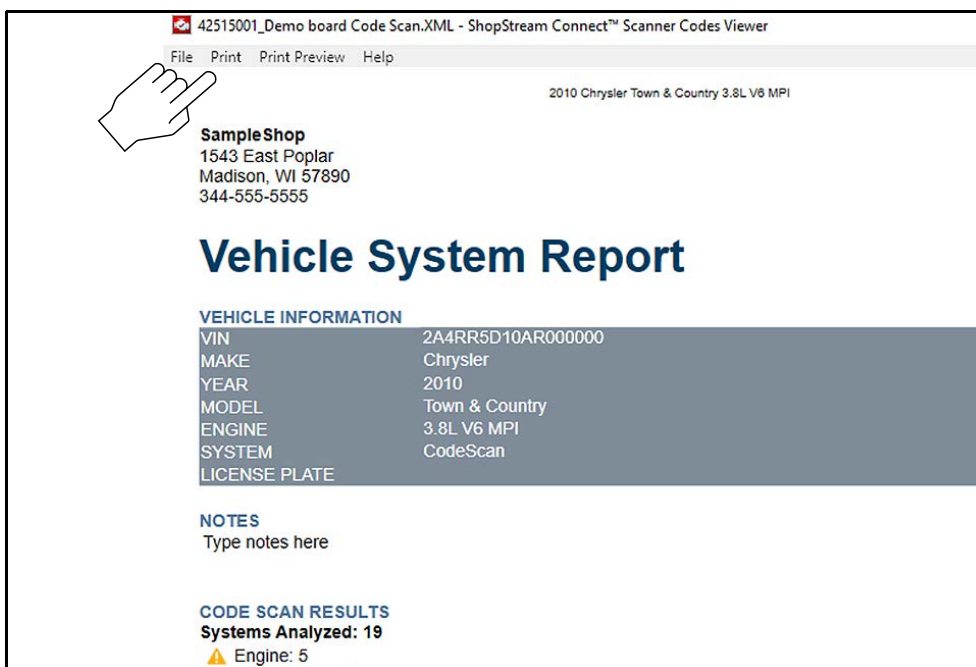 42515001_Demo board Code Scan.XML - ShopStream Connect™ Scanner Codes Viewer
File Print Print Preview Help
2010 Chrysler Town & Country 3.8L V6 MPI
SampleShop
1543 East Poplar
Madison, WI 57890
344-555-5555
Vehicle System Report
VEHICLE INFORMATION
VIN 2A4RR5D10AR000000
MAKE Chrysler
YEAR 2010
MODEL Town & Country
ENGINE 3.8L V6 MPI
SYSTEM CodeScan
LICENSE PLATE
NOTES
Type notes here
CODE SCAN RESULTS
Systems Analyzed: 19
Engine: 5